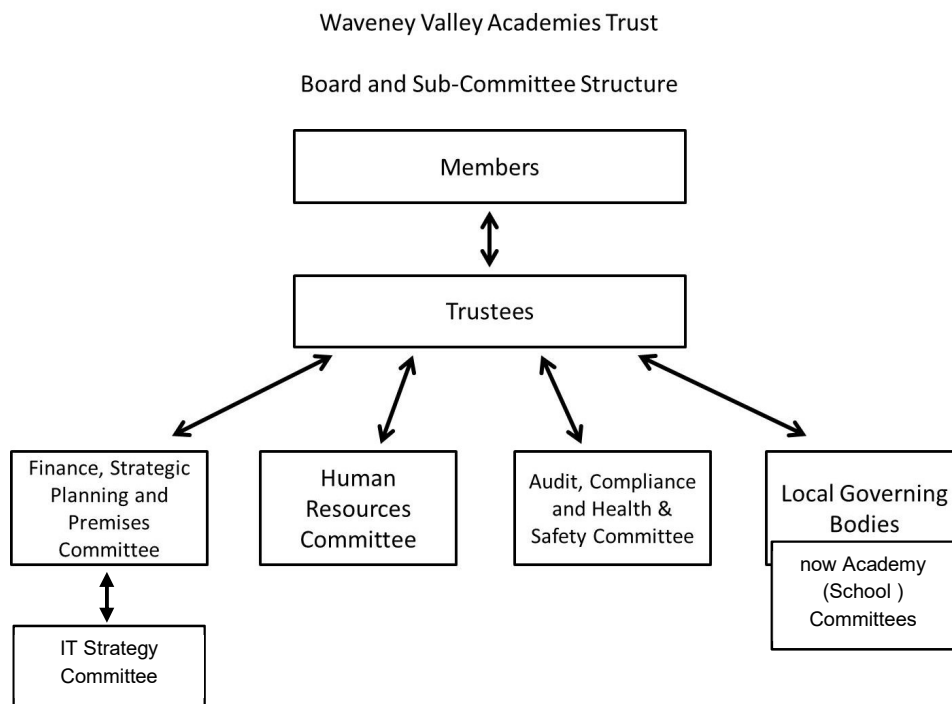 Waveney Valley Academies Trust
Board and Sub-Committee Structure
Members
Trustees
Finance, Strategic
Planning and
Premises
Committee
Human
Resources
Committee
Audit, Compliance
and Health &
Safety Committee
Local Governing
Bodies
now Academy
(School )
Committees
IT Strategy
Committee